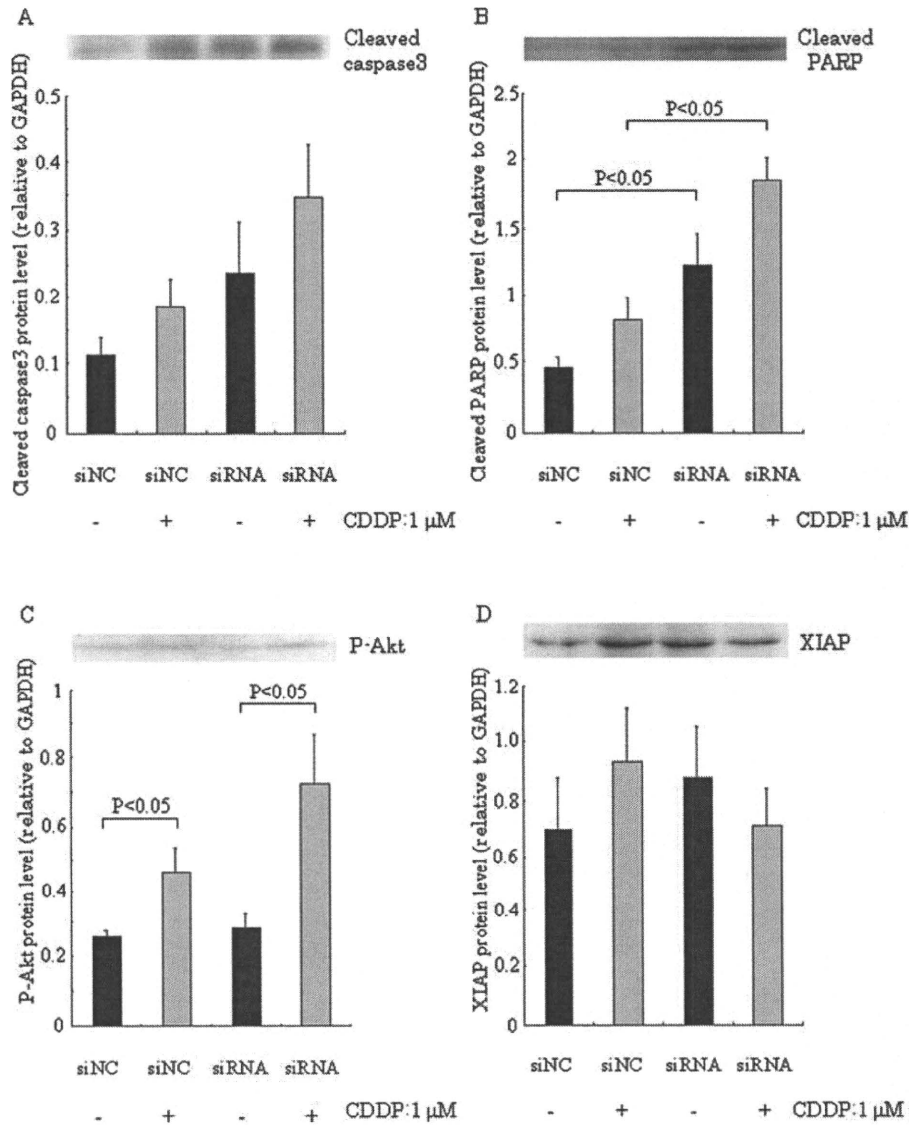 A
Cleaved
caspase3
Cleaved caspase3 protein level (relative to GAPDH)
0.5
0.4
0.3
0.2
0.1
0
siNC siNC siRNA siRNA
- + - + CDDP:1 μM
B
Cleaved
PARP
Cleaved PARP protein level (relative to GAPDH)
2.5
2
1.5
1
0.5
0
P<0.05
P<0.05
siNC siNC siRNA siRNA
- + - + CDDP:1 μM
C
P-Akt
P-Akt protein level (relative to GAPDH)
1
0.8
0.6
0.4
0.2
0
P<0.05
P<0.05
siNC siNC siRNA siRNA
- + - + CDDP:1 μM
D
XIAP
XIAP protein level (relative to GAPDH)
1.2
1.0
0.8
0.6
0.4
0.2
0
siNC siNC siRNA siRNA
- + - + CDDP:1 μM